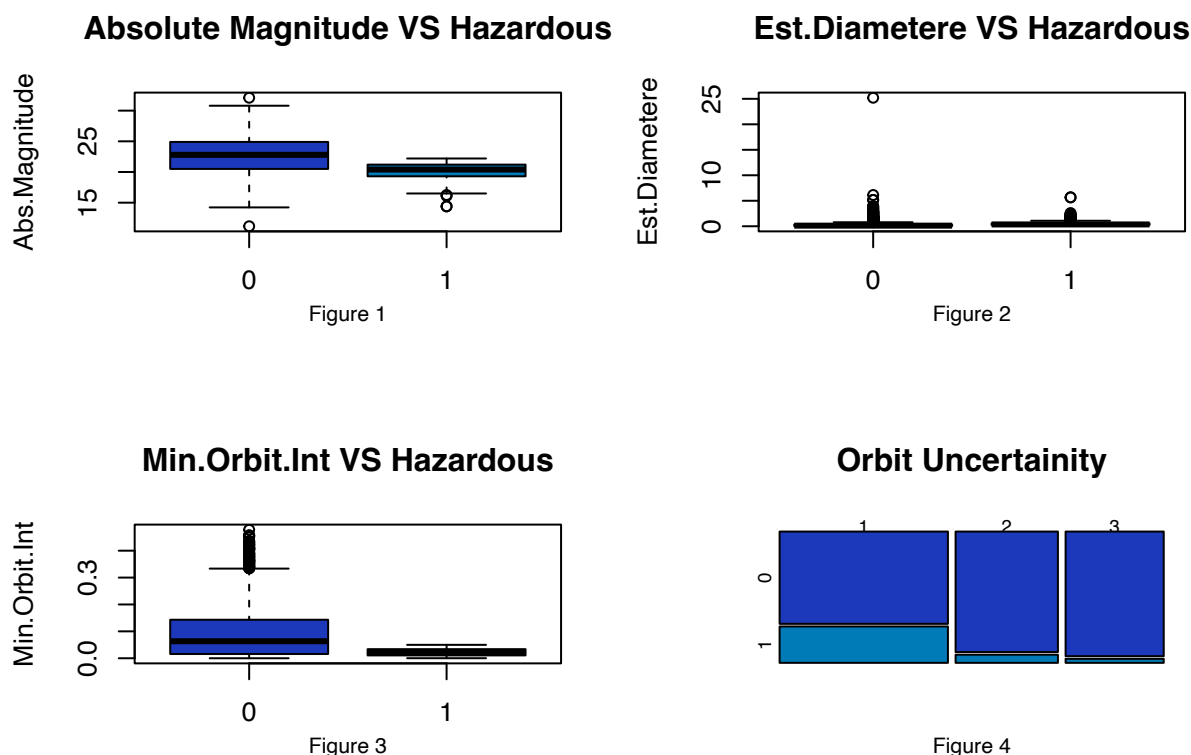 Absolute Magnitude VS Hazardous
Abs.Magnitude
25
15
0 1
Figure 1
Est.Diametere VS Hazardous
Est.Diametere
25
10
0
0 1
Figure 2
Min.Orbit.Int VS Hazardous
Min.Orbit.Int
0.3
0.0
0 1
Figure 3
Orbit Uncertainity
1 2 3
0
1
Figure 4